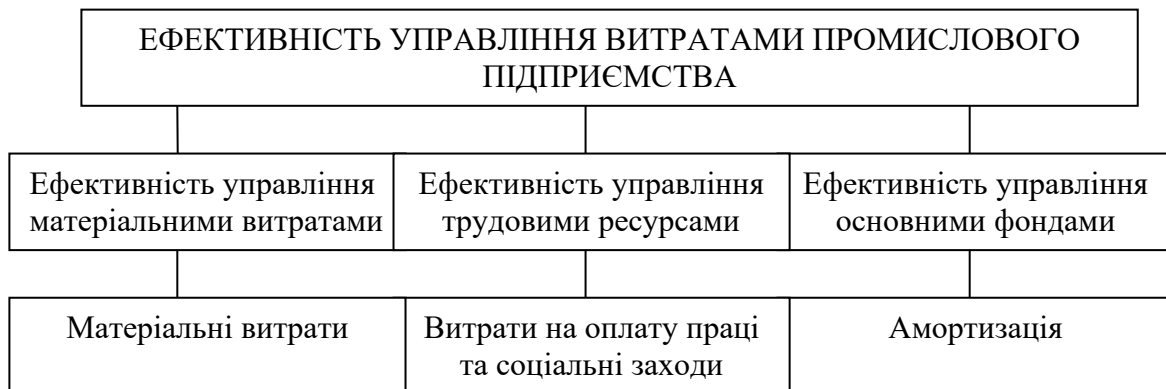 ЕФЕКТИВНІСТЬ УПРАВЛІННЯ ВИТРАТАМИ ПРОМИСЛОВОГО
ПІДПРИЄМСТВА
Ефективність управління
матеріальними витратами
Ефективність управління
трудовими ресурсами
Ефективність управління
основними фондами
Матеріальні витрати
Витрати на оплату праці
та соціальні заходи
Амортизація